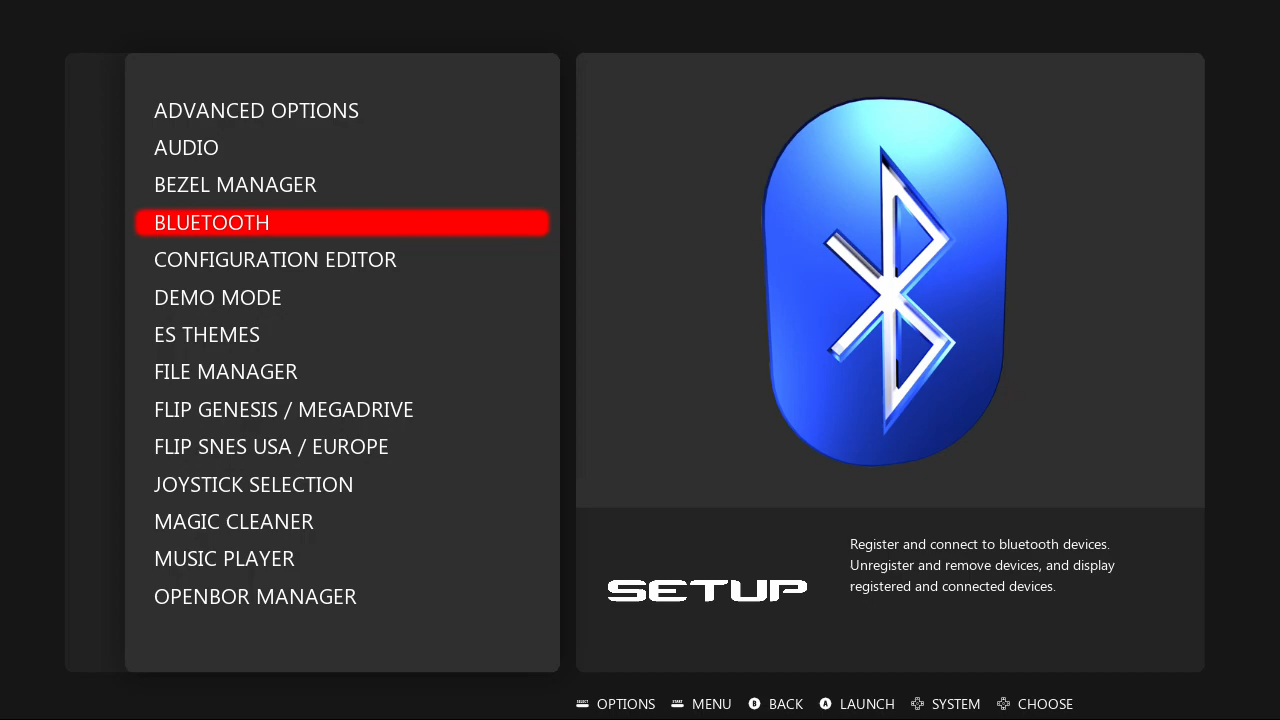 ADVANCED OPTIONS
AUDIO
BEZEL MANAGER
BLUETOOTH
CONFIGURATION EDITOR
DEMO MODE
ES THEMES
FILE MANAGER
FLIP GENESIS / MEGADRIVE
FLIP SNES USA / EUROPE
JOYSTICK SELECTION
MAGIC CLEANER
MUSIC PLAYER
OPENBOR MANAGER
SETUP
Register and connect to bluetooth devices.
Unregister and remove devices, and display
registered and connected devices.
SELECT OPTIONS START MENU B BACK A LAUNCH SYSTEM CHOOSE